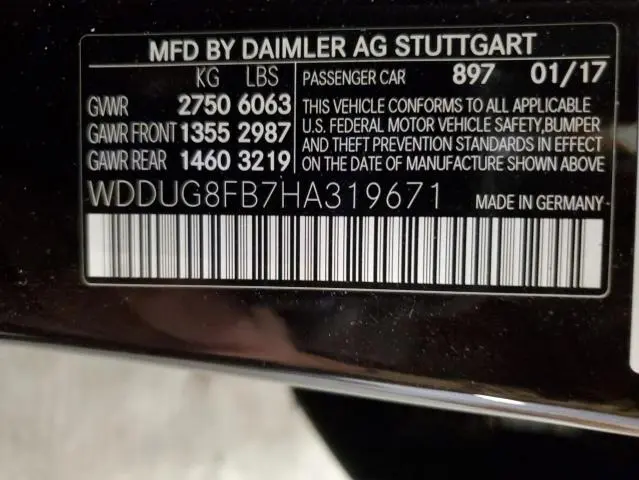 MFD BY DAIMLER AG STUTTGART
KG LBS PASSENGER CAR 897 01/17
GVWR 2750 6063 THIS VEHICLE CONFORMS TO ALL APPLICABLE
GAWR FRONT 1355 2987 U.S. FEDERAL MOTOR VEHICLE SAFETY,BUMPER
AND THEFT PREVENTION STANDARDS IN EFFECT
GAWR REAR 1460 3219 ON THE DATE OF MANUFACTURE SHOWN ABOVE
WDDUG8FB7HA319671 MADE IN GERMANY